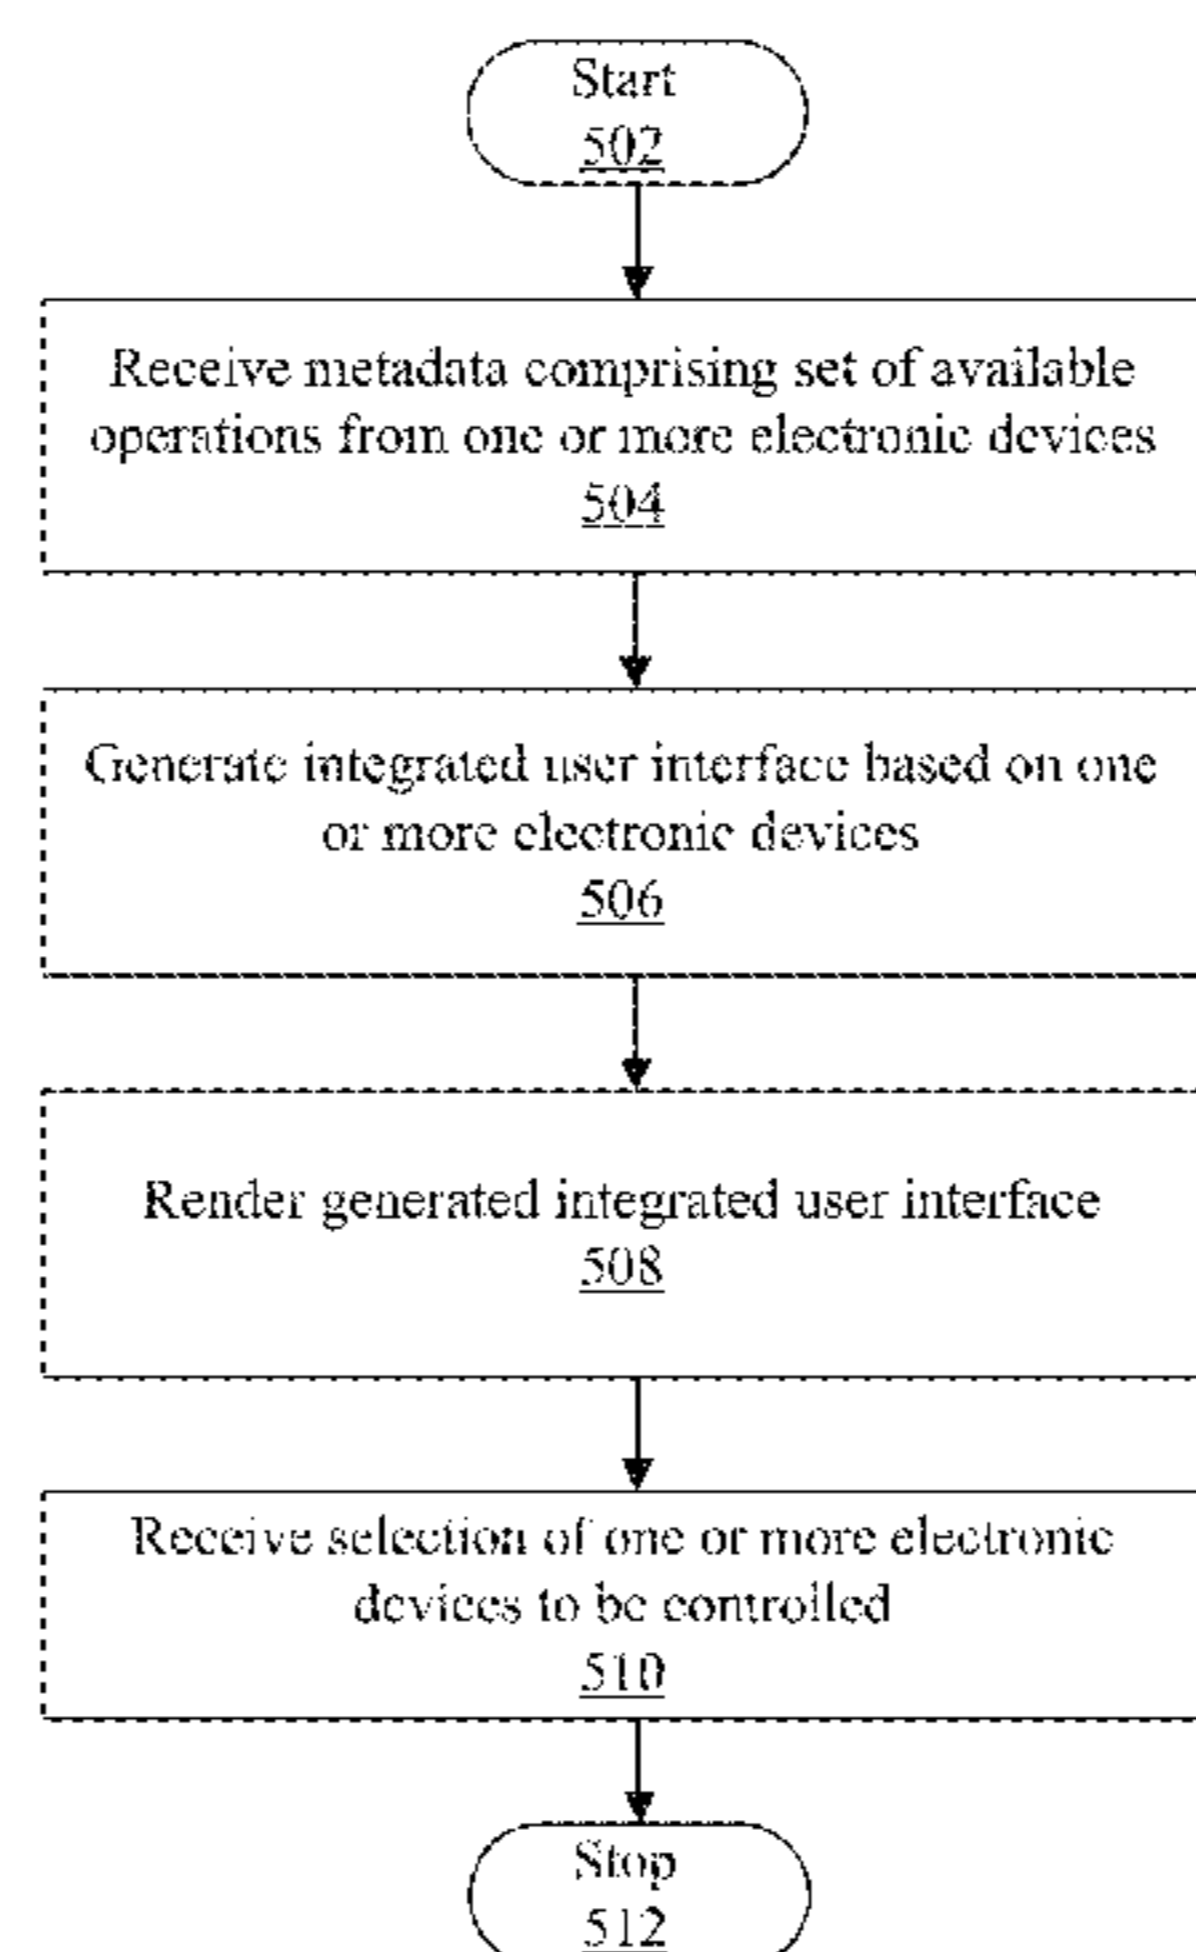 Start
502
Receive metadata comprising set of available
operations from one or more electronic devices
504
Generate integrated user interface based on one
or more electronic devices
506
Render generated integrated user interface
508
Receive selection of one or more electronic
devices to be controlled
510
Stop
512